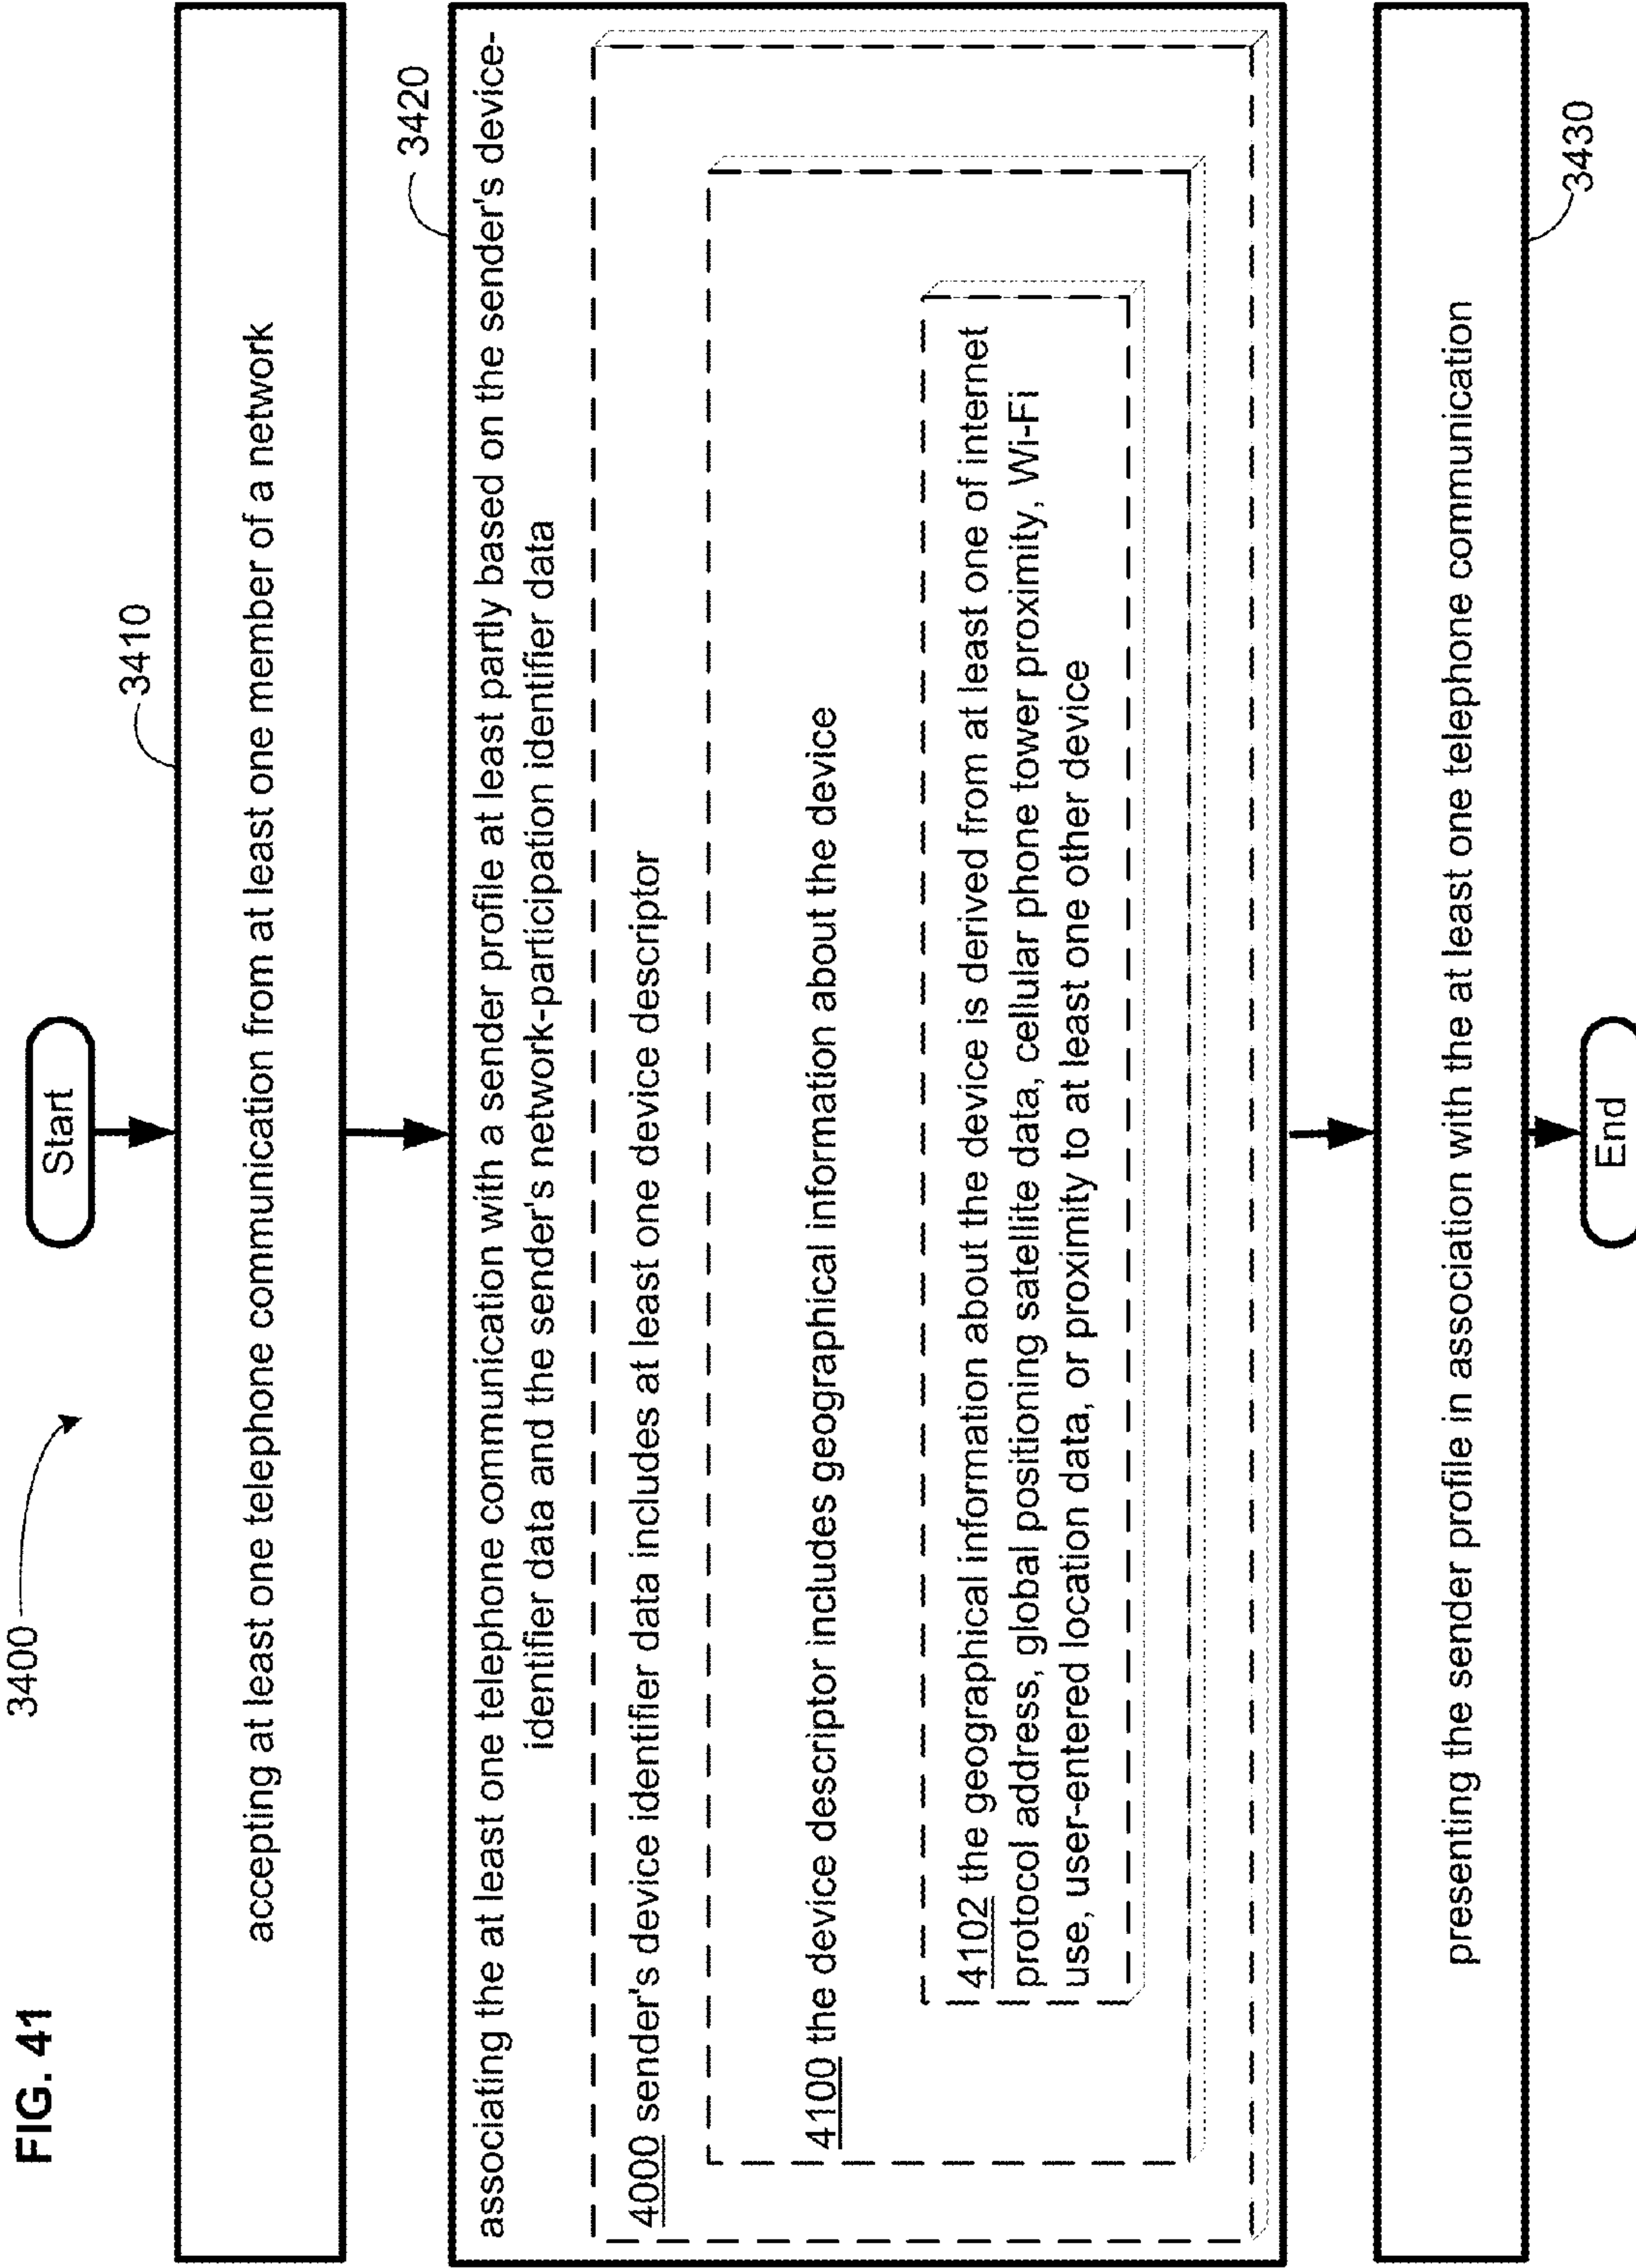 FIG. 41
3400
Start
3410
accepting at least one telephone communication from at least one member of a network
3420
associating the at least one telephone communication with a sender profile at least partly based on the sender's device-
identifier data and the sender's network-participation identifier data
4000 sender's device identifier data includes at least one device descriptor
4100 the device descriptor includes geographical information about the device
4102 the geographical information about the device is derived from at least one of internet
protocol address, global positioning satellite data, cellular phone tower proximity, Wi-Fi
use, user-entered location data, or proximity to at least one other device
presenting the sender profile in association with the at least one telephone communication
3430
End